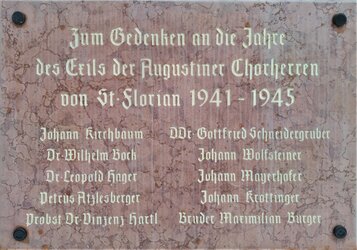 Zum Gedenken an die Jahre
des Exils der Augustiner Chorherren
von St. Florian 1941 - 1945
Johann Kirchbaum
Dr. Wilhelm Bock
Dr. Leopold Hager
Petrus Atzlesberger
Probst Dr. Vinzenz Hartl
DDr. Gottfried Schneidergruber
Johann Wolfsteiner
Johann Mayerhofer
Johann Krottinger
Bruder Maximilian Burger